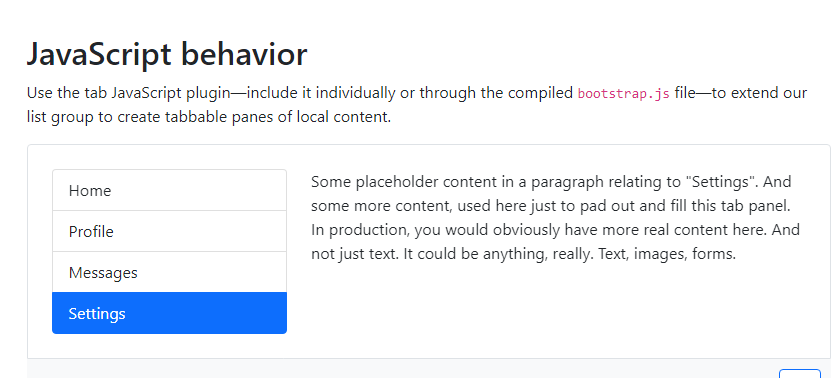 JavaScript behavior
Use the tab JavaScript plugin—include it individually or through the compiled bootstrap.js file—to extend our
list group to create tabbable panes of local content.
Home
Profile
Messages
Settings
Some placeholder content in a paragraph relating to "Settings". And
some more content, used here just to pad out and fill this tab panel.
In production, you would obviously have more real content here. And
not just text. It could be anything, really. Text, images, forms.